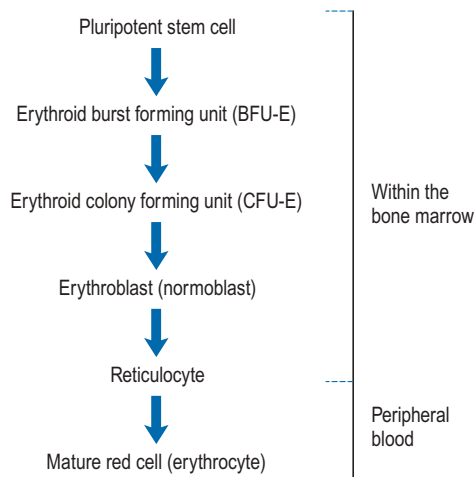 Pluripotent stem cell
Erythroid burst forming unit (BFU-E)
Erythroid colony forming unit (CFU-E)
Erythroblast (normoblast)
Reticulocyte
Mature red cell (erythrocyte)
Within the
bone marrow
Peripheral
blood